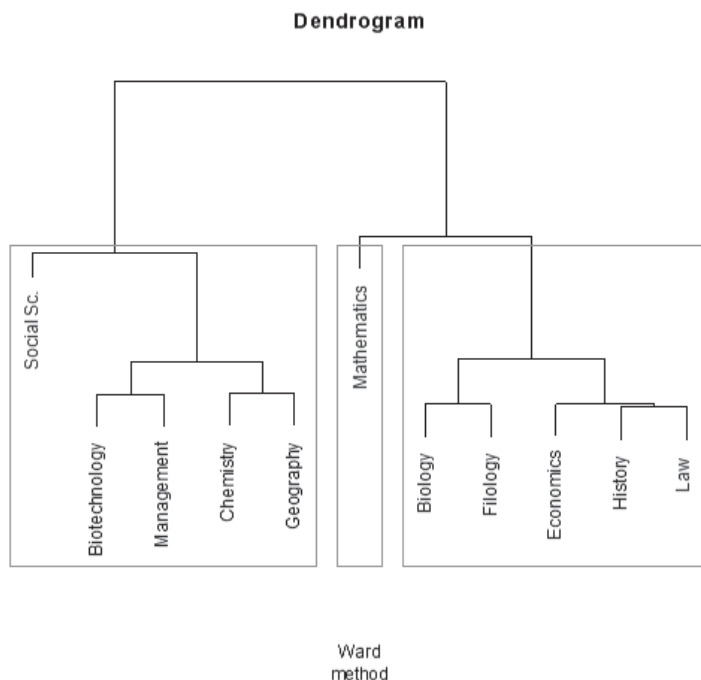 Dendrogram
Social Sc.
Biotechnology
Management
Chemistry
Geography
Mathematics
Biology
Filology
Economics
History
Law
Ward
method